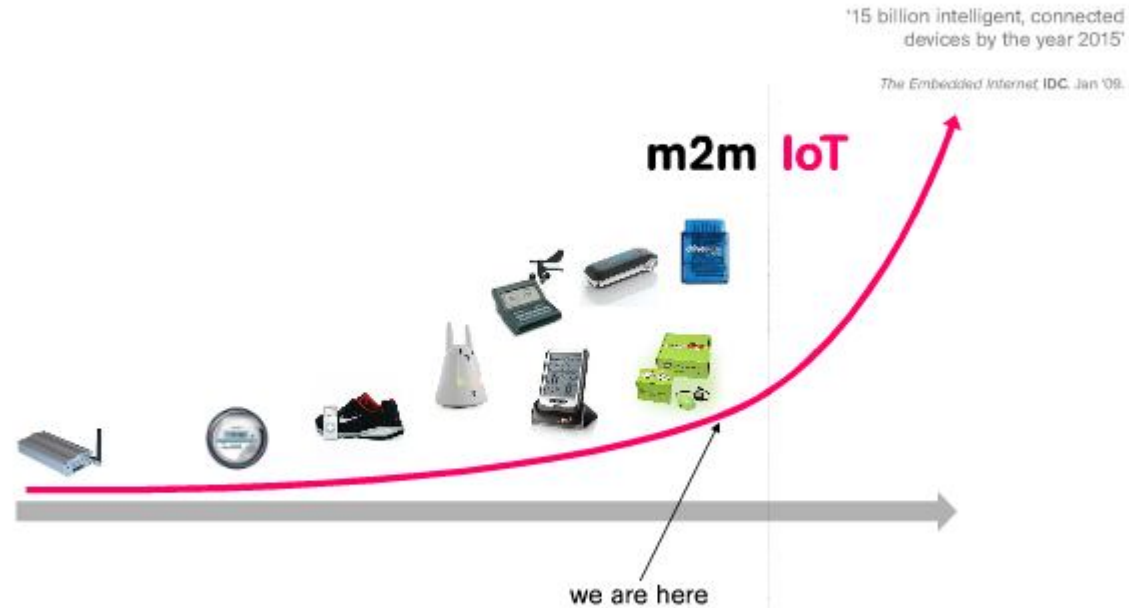 '15 billion intelligent, connected
devices by the year 2015'
The Embedded Internet, IDC. Jan '09.
m2m IoT
we are here